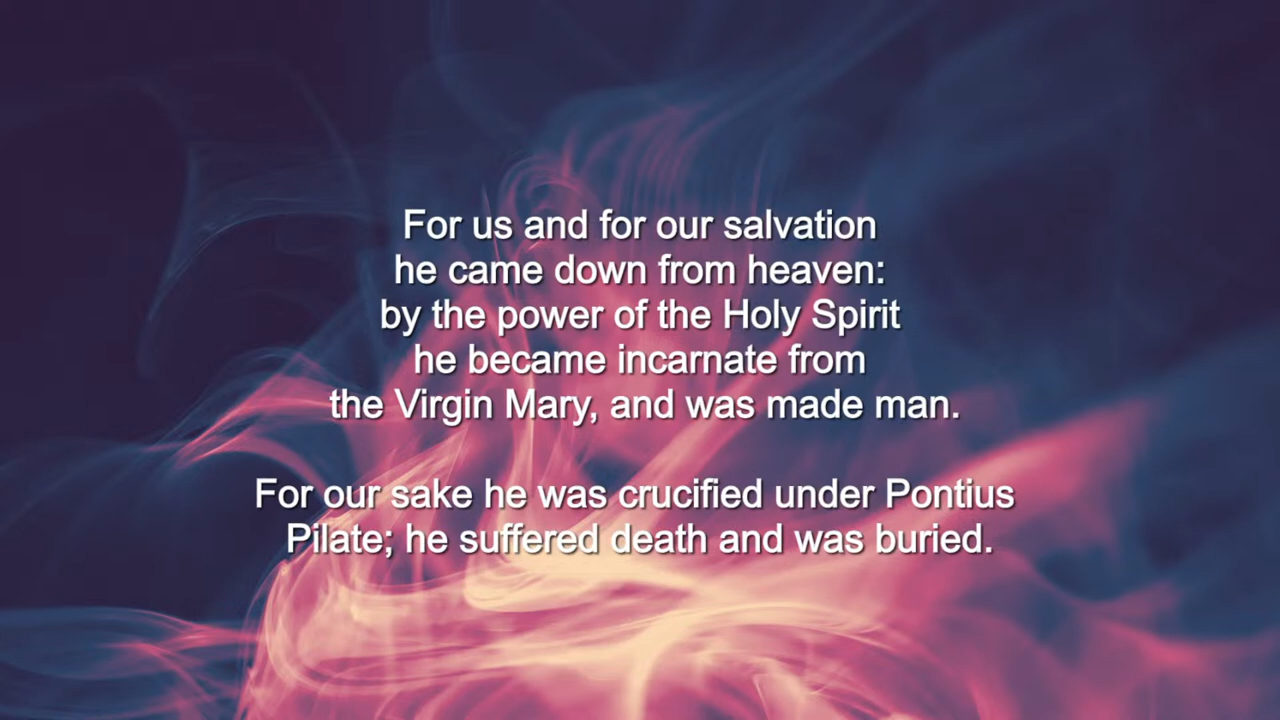 For us and for our salvation
he came down from heaven:
by the power of the Holy Spirit
he became incarnate from
the Virgin Mary, and was made man.
For our sake he was crucified under Pontius
Pilate; he suffered death and was buried.